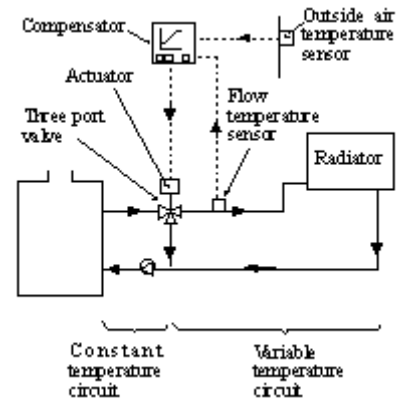 Compensator
Outside air
temperature
sensor
Actuator
Flow
temperature
sensor
Three port
valve
Radiator
Constant
temperature
circuit
Variable
temperature
circuit